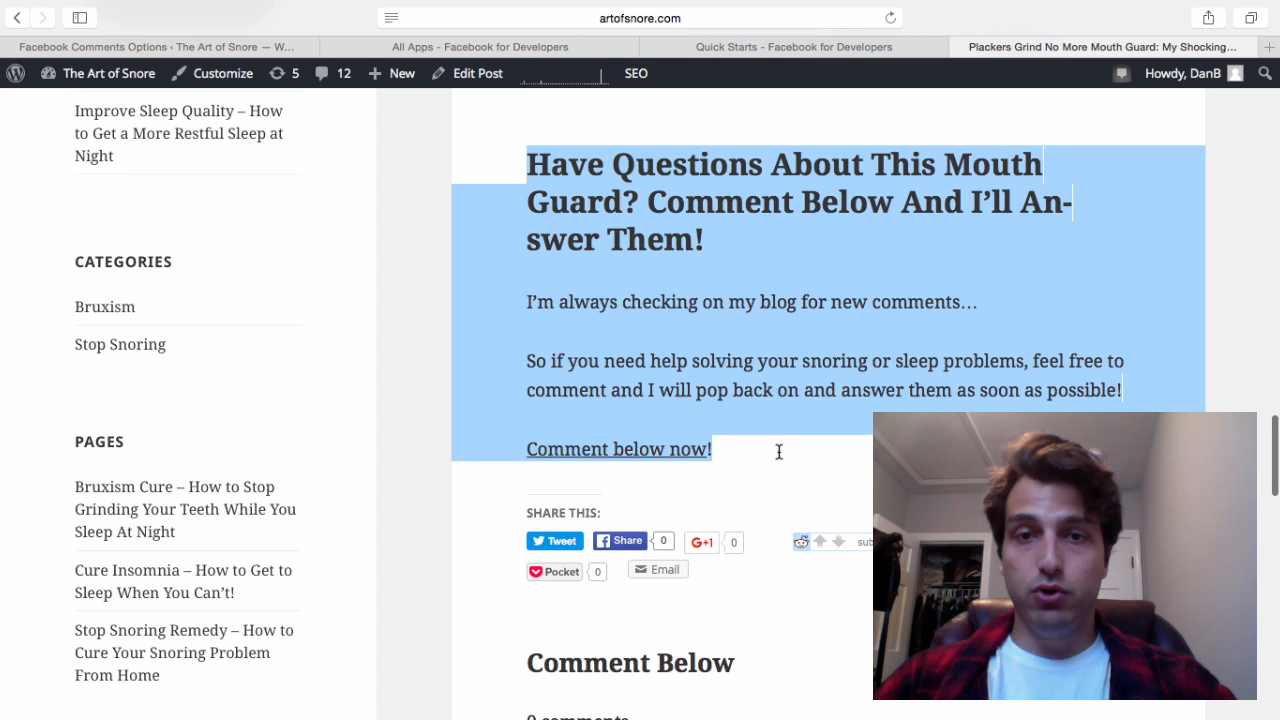 artofsnore.com
Facebook Comments Options ‹ The Art of Snore — W...
All Apps - Facebook for Developers
Quick Starts - Facebook for Developers
Plackers Grind No More Mouth Guard: My Shocking...
The Art of Snore
Customize
5
12
New
Edit Post
SEO
Howdy, DanB
Improve Sleep Quality – How
to Get a More Restful Sleep at
Night
CATEGORIES
Bruxism
Stop Snoring
PAGES
Bruxism Cure – How to Stop
Grinding Your Teeth While You
Sleep At Night
Cure Insomnia – How to Get to
Sleep When You Can’t!
Stop Snoring Remedy – How to
Cure Your Snoring Problem
From Home
Have Questions About This Mouth
Guard? Comment Below And I’ll An-
swer Them!
I’m always checking on my blog for new comments…
So if you need help solving your snoring or sleep problems, feel free to
comment and I will pop back on and answer them as soon as possible!
Comment below now!
SHARE THIS:
Tweet
Share
0
G+1
0
sub
Pocket
0
Email
Comment Below
0 comments